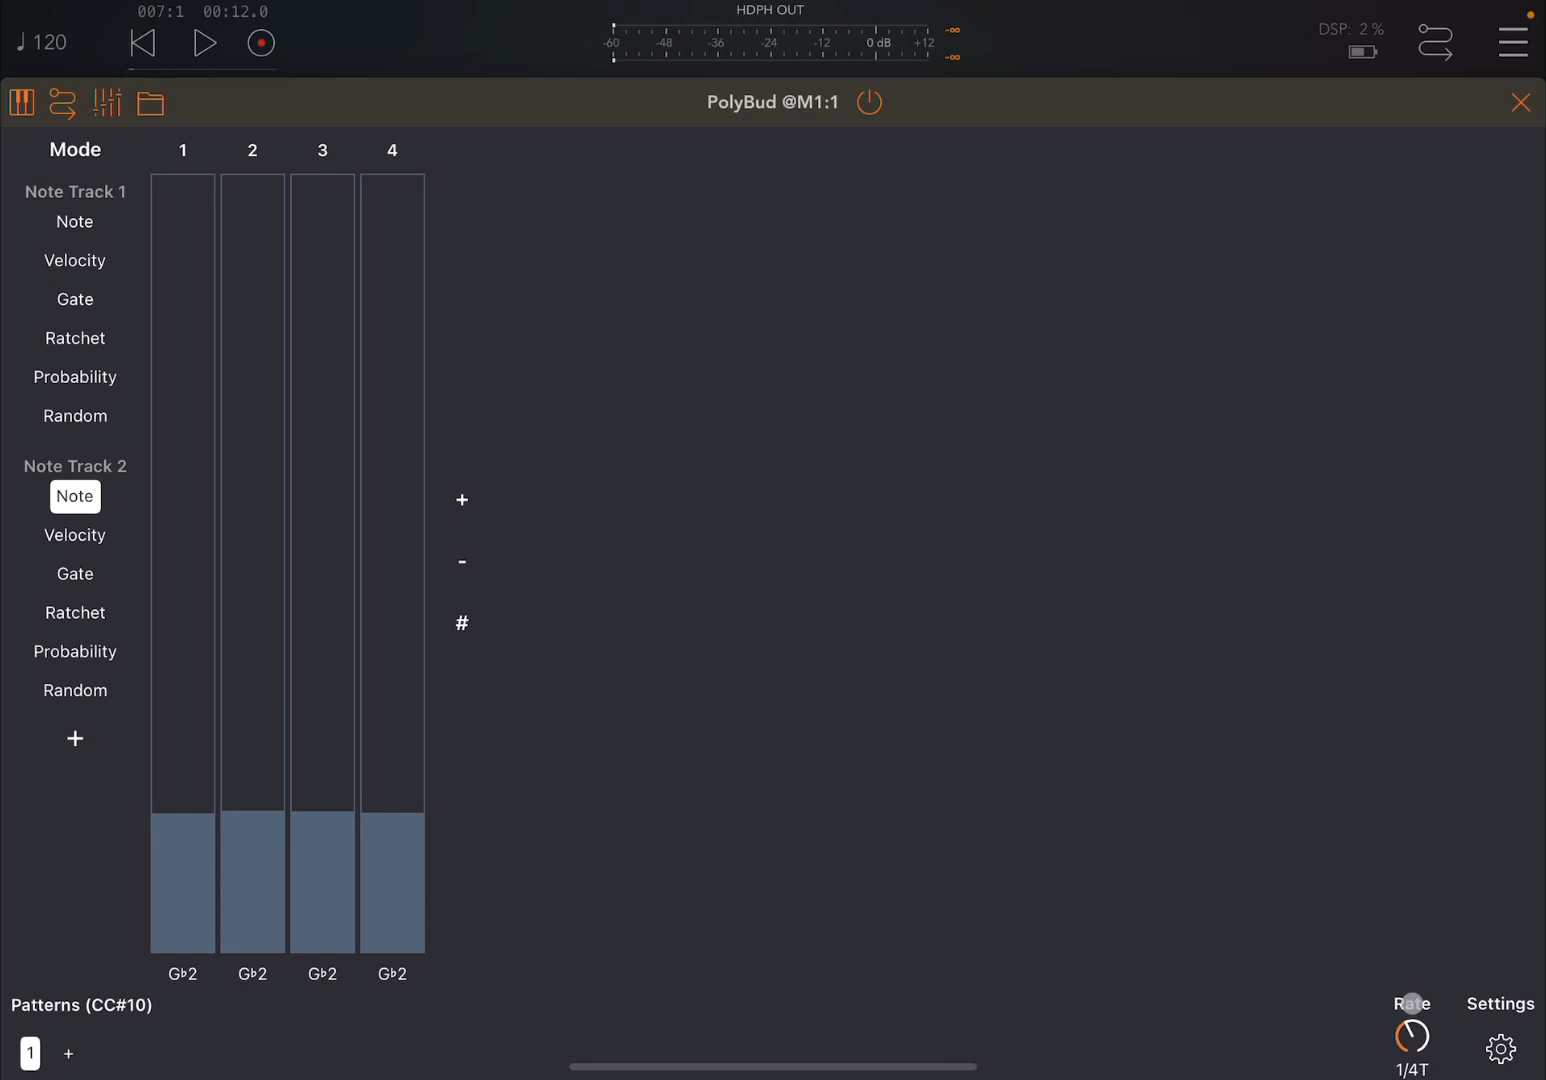 007:1 00:12.0
HDPH OUT
♩ 120
-60 -48 -36 -24 -12 0 dB +12
-∞
-∞
DSP: 2 %
PolyBud @M1:1
Mode 1 2 3 4
Note Track 1
Note
Velocity
Gate
Ratchet
Probability
Random
Note Track 2
Note
Velocity
Gate
Ratchet
Probability
Random
+
+
-
#
G♭2 G♭2 G♭2 G♭2
Patterns (CC#10)
1 +
Rate
1/4T
Settings